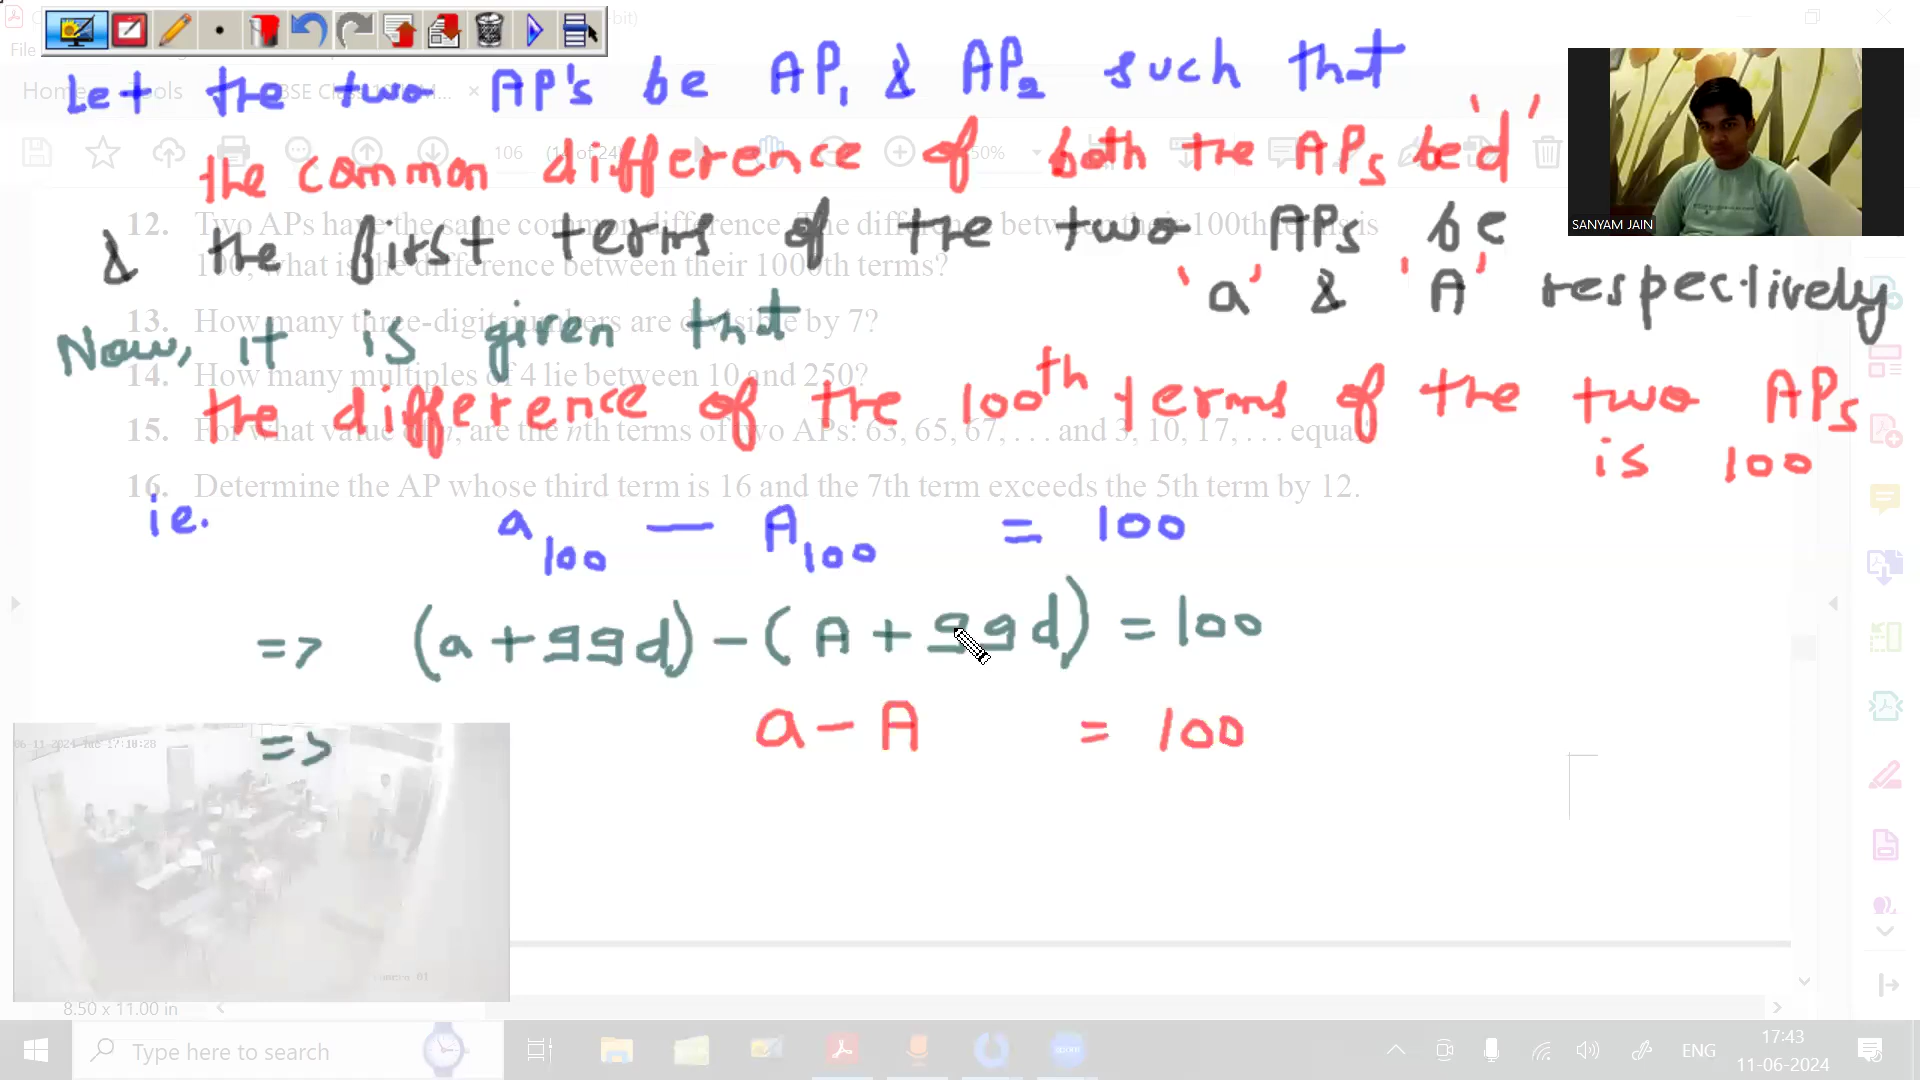 Let the two AP's be AP₁ & AP₂ such that
the common difference of both the APs be 'd'
& the first terms of the two APs be
'a' & 'A' respectively
Now, it is given that
the difference of the 100th terms of the two APs
is 100
ie. a₁₀₀ — A₁₀₀ = 100
=> (a + 99d) - (A + 99d) = 100
=> a - A = 100
SANYAM JAIN
File
Home
106
12. Two APs have the same common difference. The difference between their 100th terms is
100, what is the difference between their 1000th terms?
13. How many three-digit numbers are divisible by 7?
14. How many multiples of 4 lie between 10 and 250?
15. For what value of n, are the nth terms of two APs: 63, 65, 67, . . . and 3, 10, 17, . . . equal
16. Determine the AP whose third term is 16 and the 7th term exceeds the 5th term by 12.
8.50 x 11.00 in
Type here to search
ENG
17:43
11-06-2024